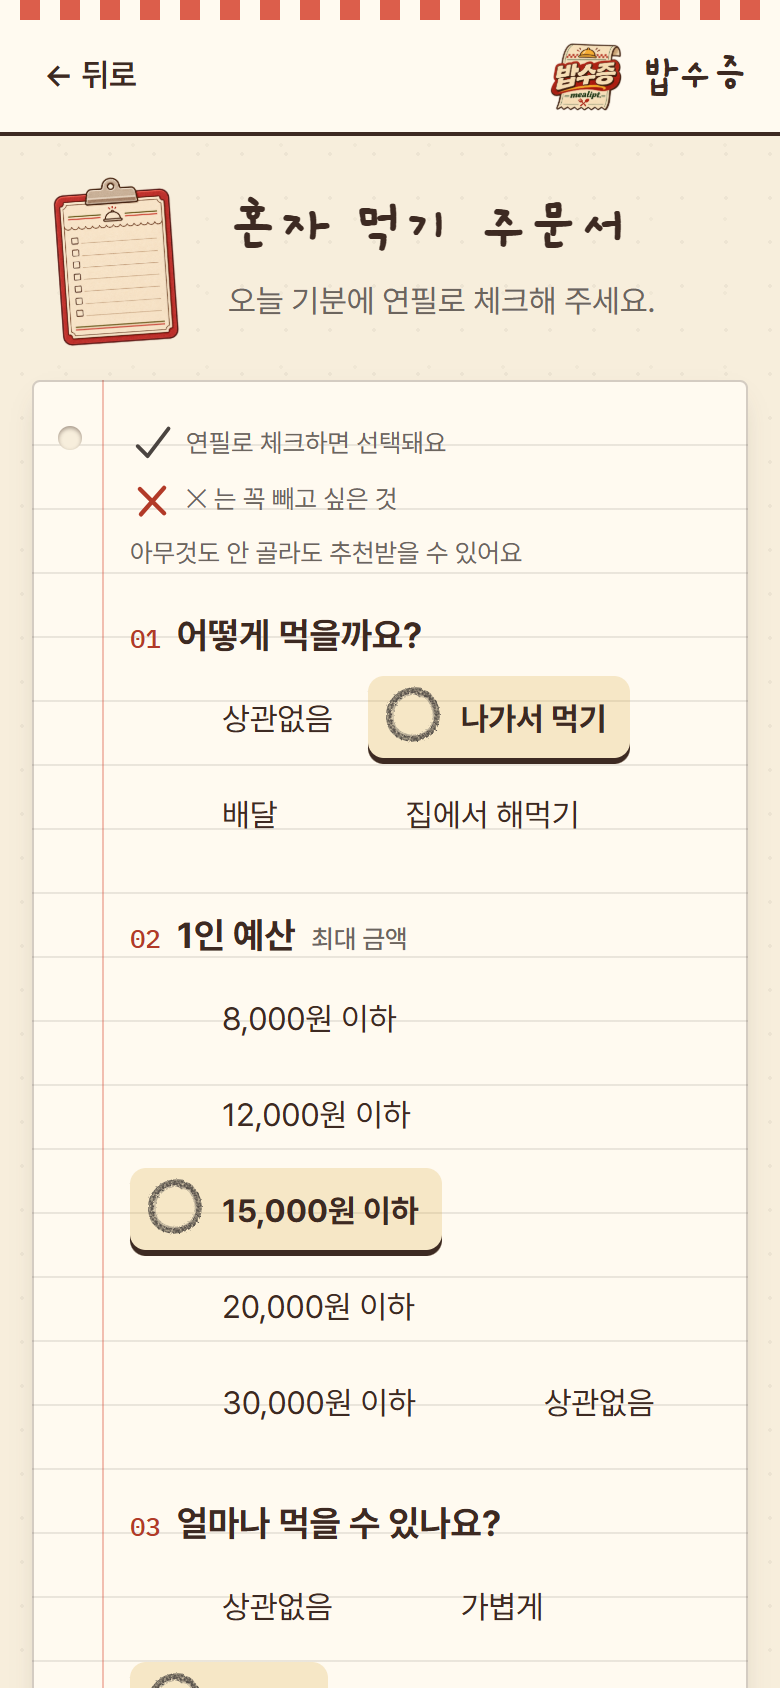 ← 뒤로
밥수증
mealipt.
밥수증
혼자 먹기 주문서
오늘 기분에 연필로 체크해 주세요.
연필로 체크하면 선택돼요
✕ 는 꼭 빼고 싶은 것
아무것도 안 골라도 추천받을 수 있어요
01 어떻게 먹을까요?
상관없음 나가서 먹기
배달 집에서 해먹기
02 1인 예산 최대 금액
8,000원 이하
12,000원 이하
15,000원 이하
20,000원 이하
30,000원 이하 상관없음
03 얼마나 먹을 수 있나요?
상관없음 가볍게